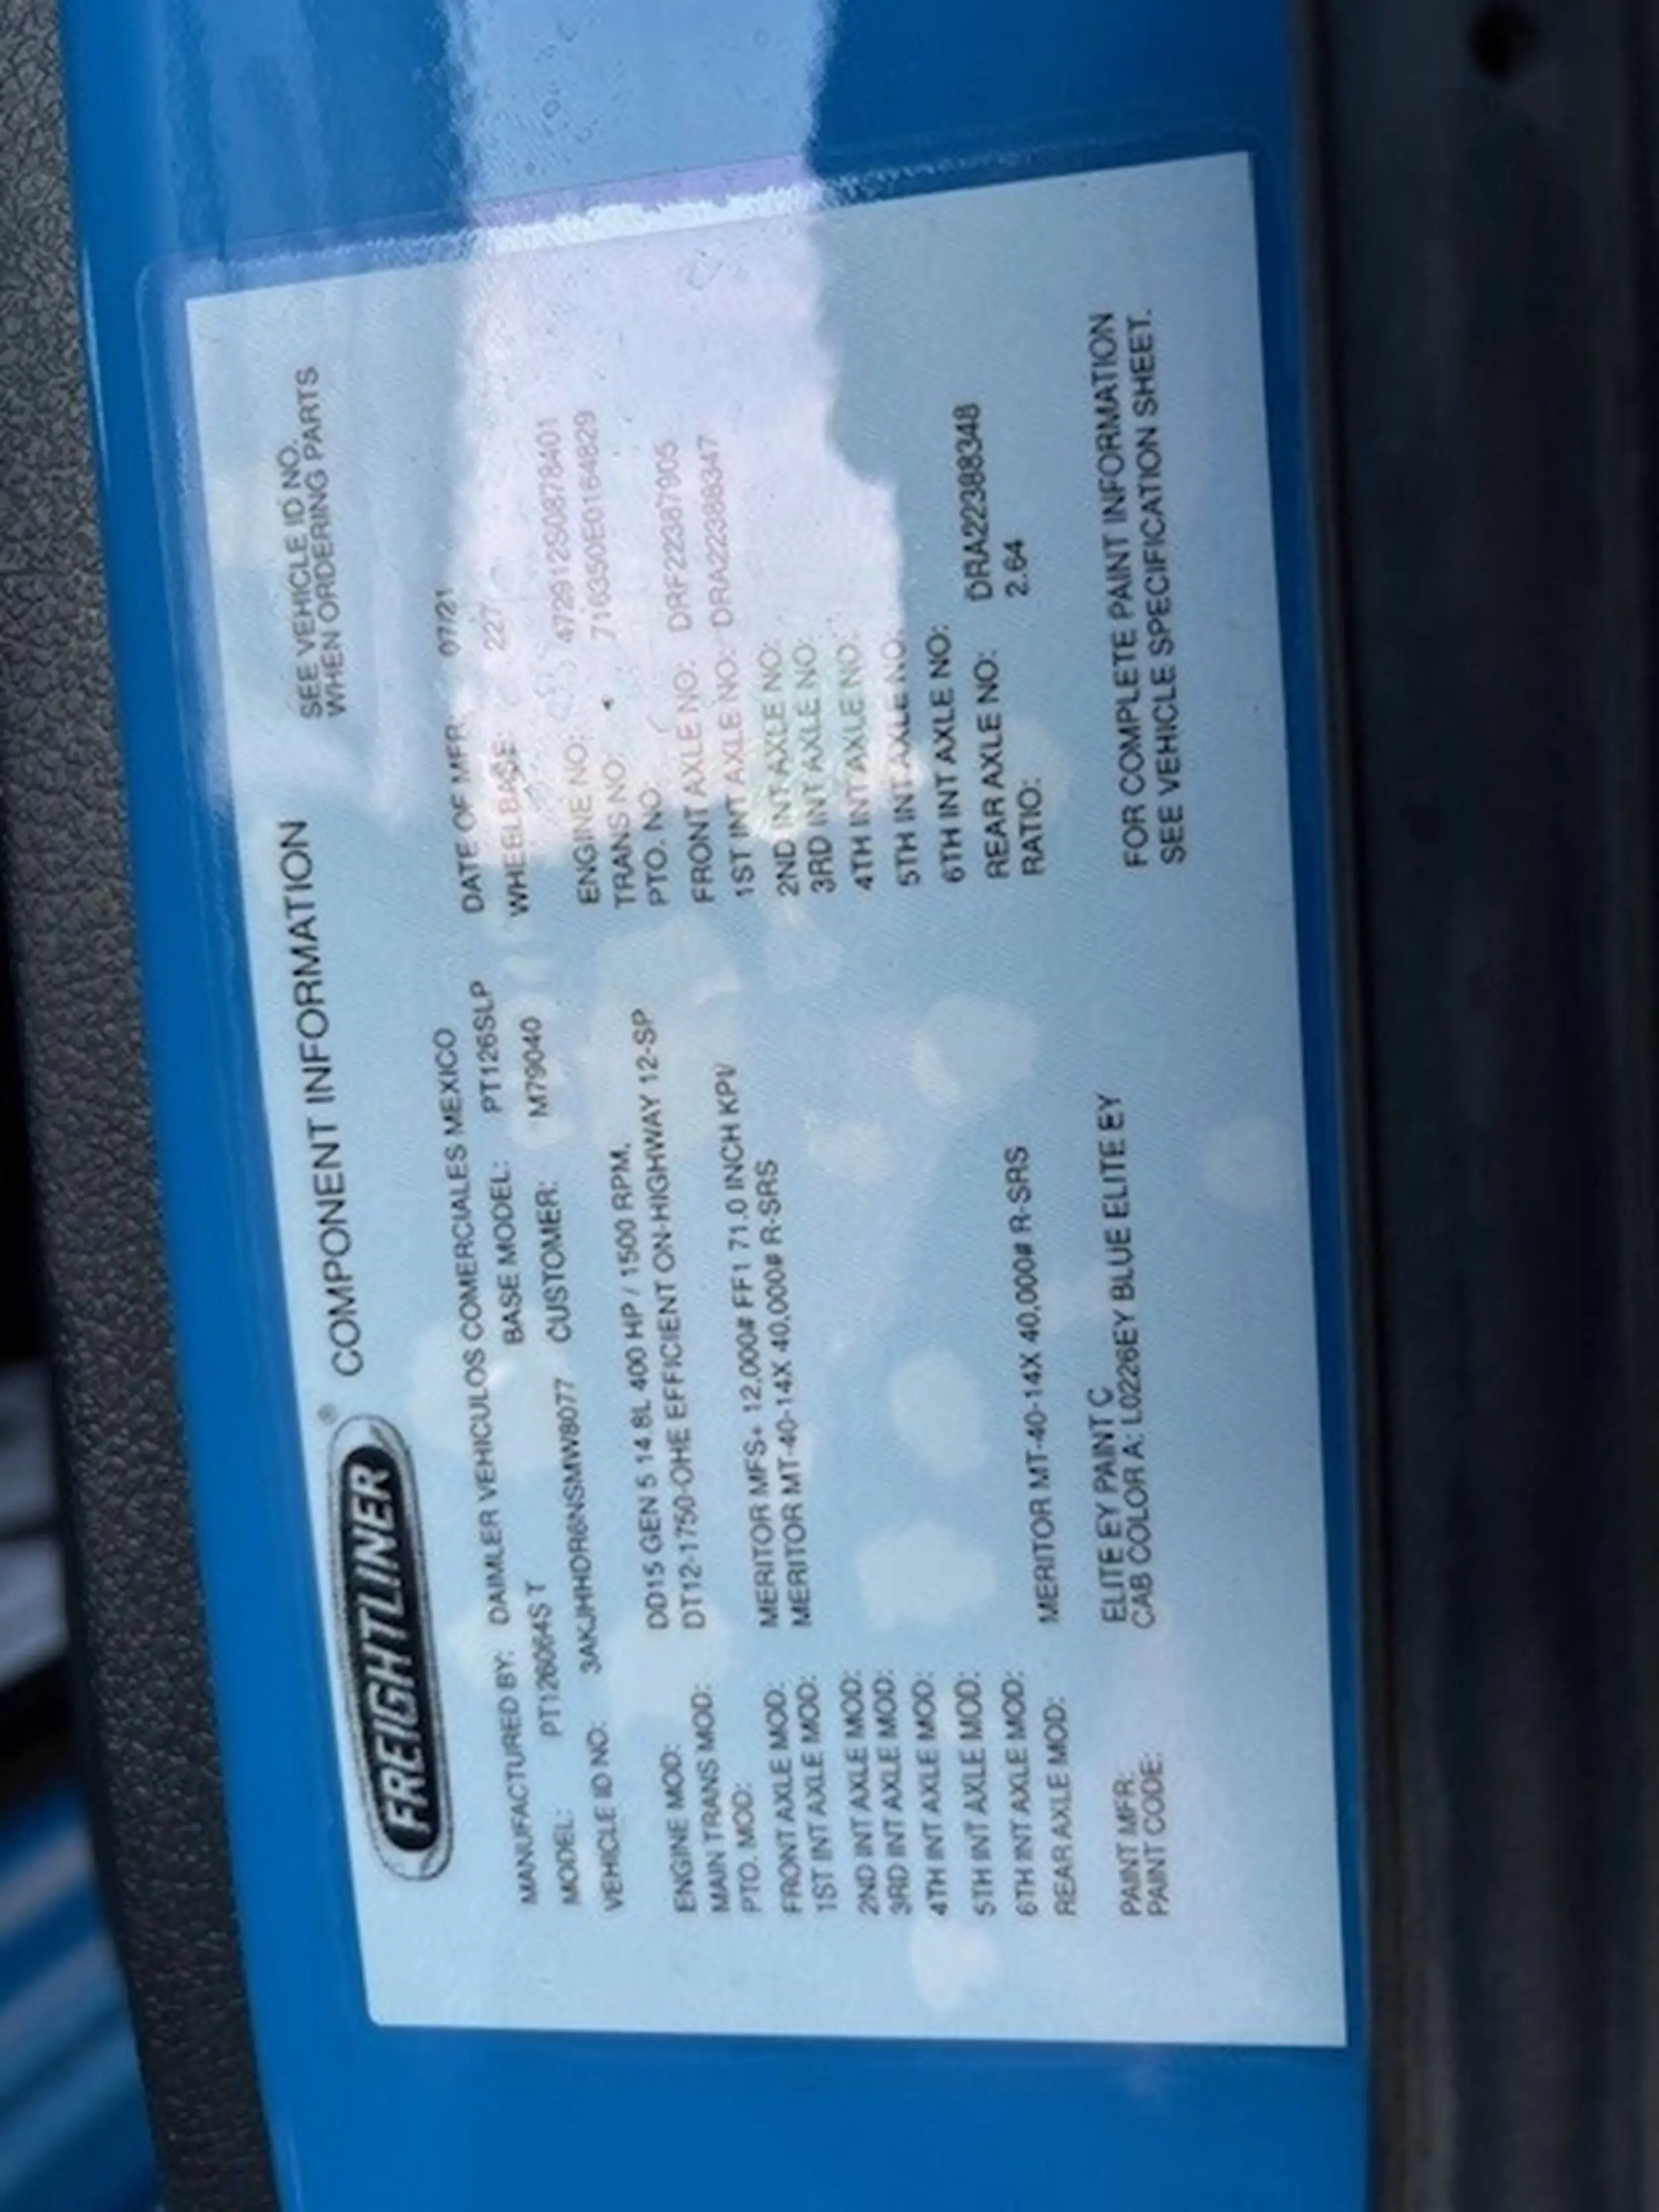 FREIGHTLINER® COMPONENT INFORMATION
SEE VEHICLE ID NO.
WHEN ORDERING PARTS
MANUFACTURED BY: DAIMLER VEHICULOS COMERCIALES MEXICO DATE OF MFR 07/21
MODEL: PT126064S T BASE MODEL: PT126SLP WHEELBASE: 227
VEHICLE ID NO: 3AKJHHDR6NSMW8077 CUSTOMER: M79040
ENGINE MOD: DD15 GEN 5 14.8L 400 HP / 1500 RPM, ENGINE NO: 472912S0878401
MAIN TRANS MOD: DT12-1750-OHE EFFICIENT ON-HIGHWAY 12-SP TRANS NO: 710350E0164829
PTO. MOD: PTO. NO:
FRONT AXLE MOD: MERITOR MFS+ 12,000# FF1 71.0 INCH KPI/ FRONT AXLE NO: DRF22387905
1ST INT AXLE MOD: MERITOR MT-40-14X 40,000# R-SRS 1ST INT AXLE NO: DRA22388347
2ND INT AXLE MOD: 2ND INT AXLE NO:
3RD INT AXLE MOD: 3RD INT AXLE NO:
4TH INT AXLE MOD: 4TH INT AXLE NO:
5TH INT AXLE MOD: 5TH INT AXLE NO:
6TH INT AXLE MOD: 6TH INT AXLE NO:
REAR AXLE MOD: MERITOR MT-40-14X 40,000# R-SRS REAR AXLE NO: DRA22388348
RATIO: 2.64
PAINT MFR: ELITE EY PAINT C
PAINT CODE: CAB COLOR A: L0226EY BLUE ELITE EY
FOR COMPLETE PAINT INFORMATION
SEE VEHICLE SPECIFICATION SHEET.